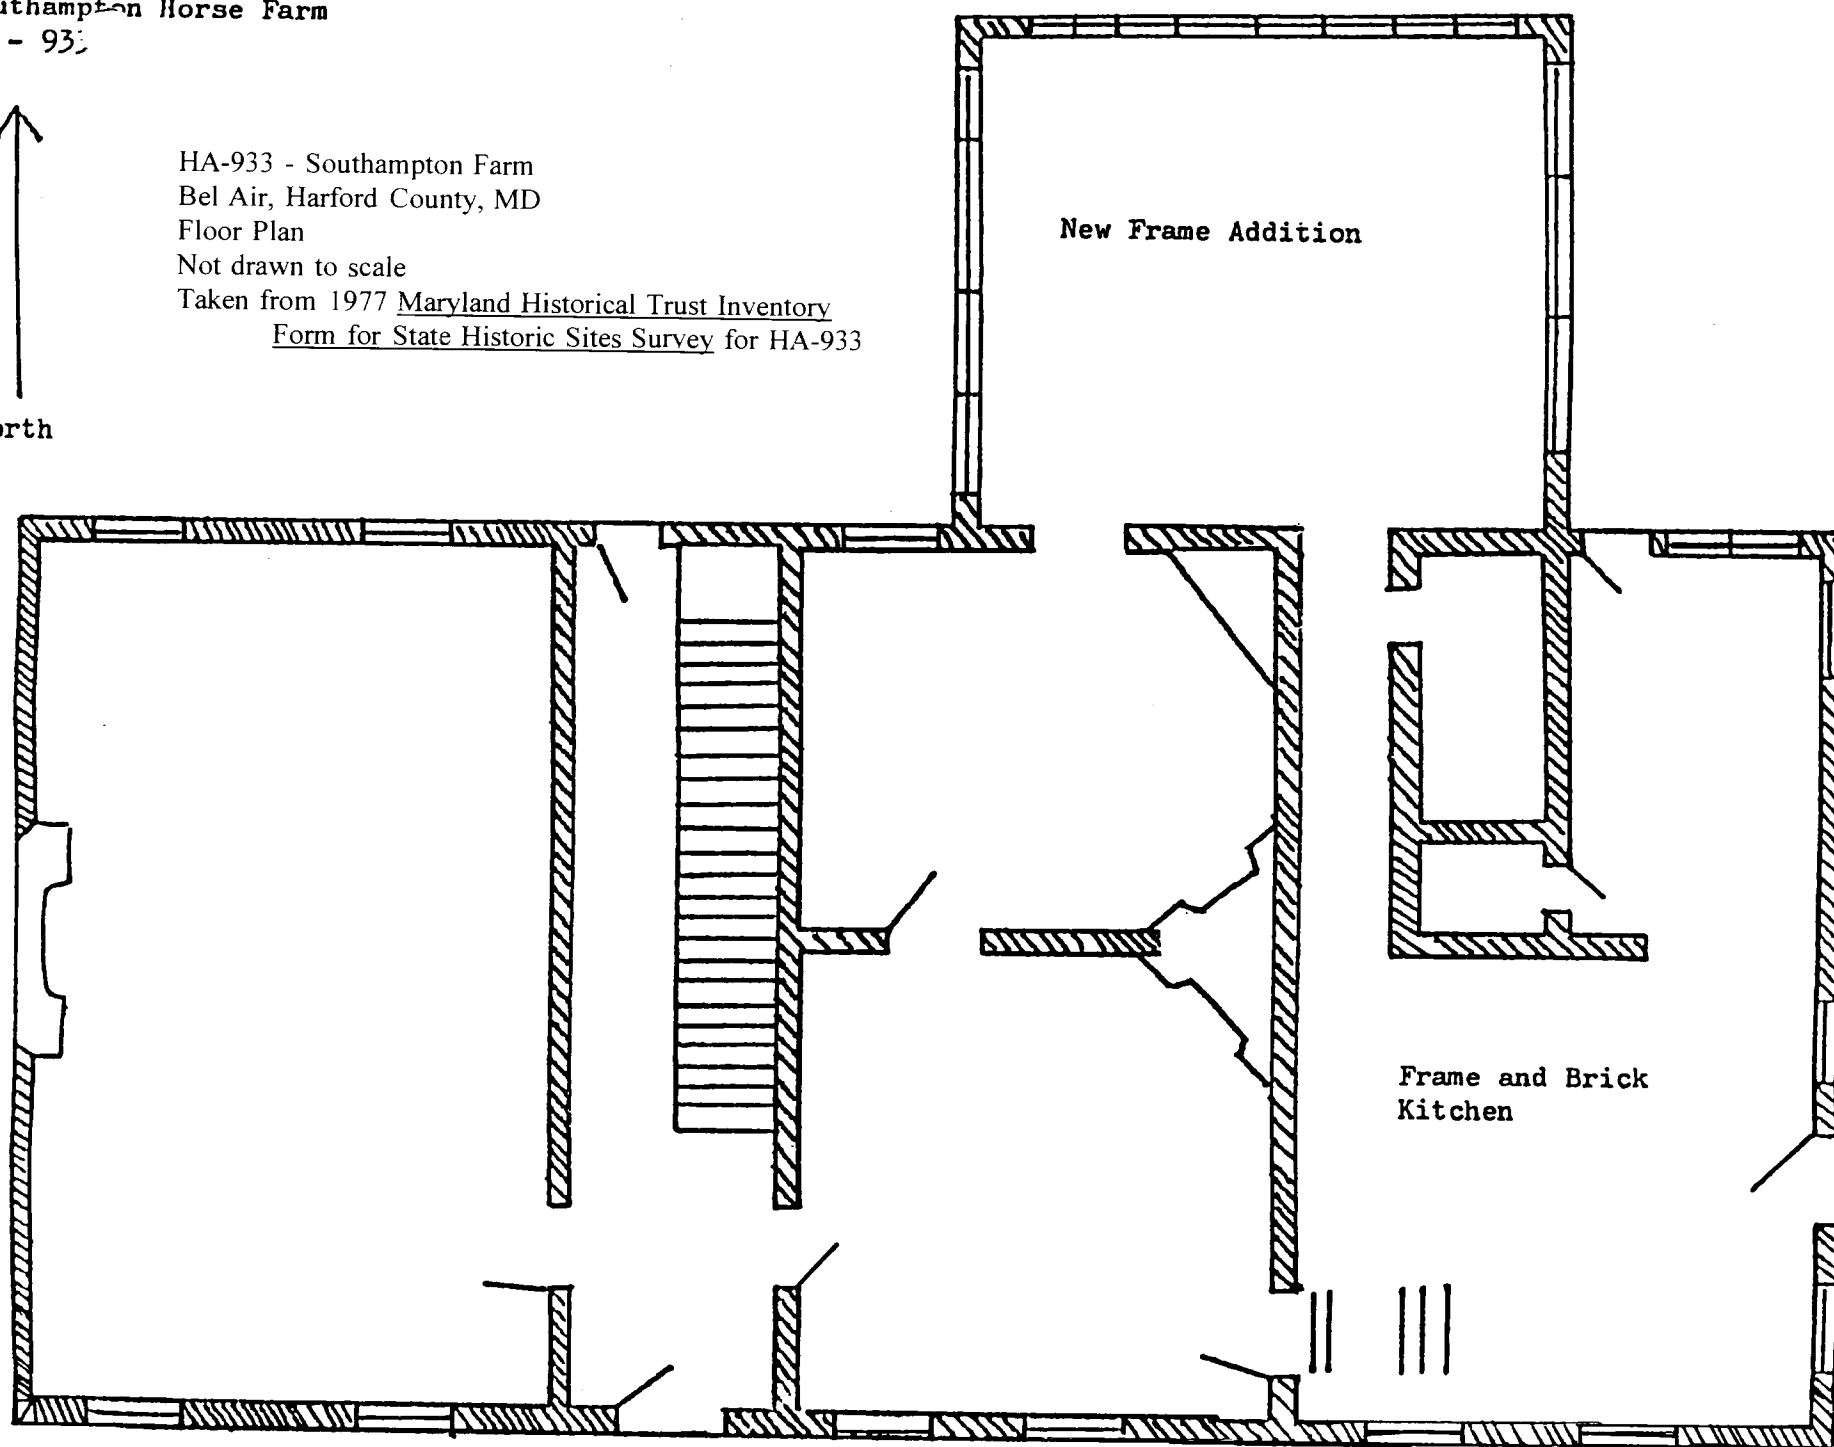 Horse Farm
HA-933 - Southampton Farm
Bel Air, Harford County, MD
Floor Plan
Not drawn to scale
Taken from 1977 Maryland Historical Trust Inventory
Form for State Historic Sites Survey for HA-933
New Frame Addition
Frame and Brick
Kitchen